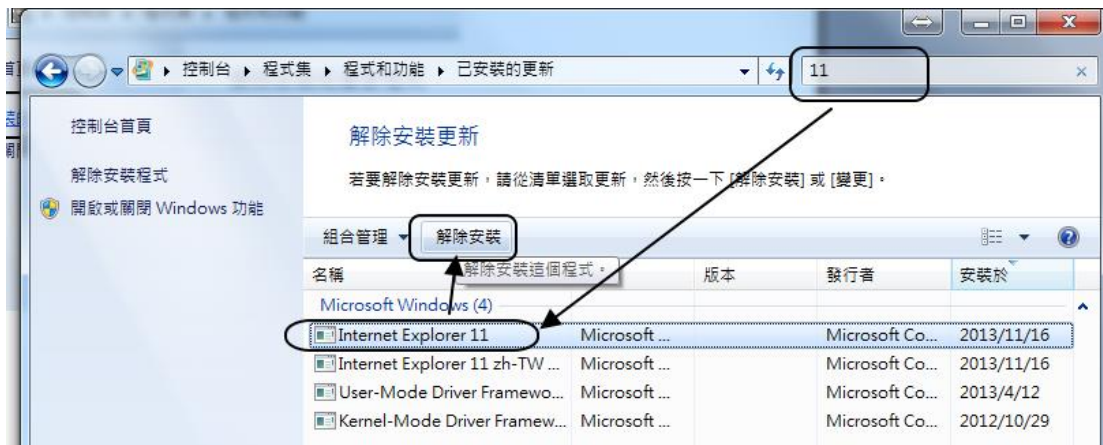 控制台 ▸ 程式集 ▸ 程式和功能 ▸ 已安裝的更新
11
控制台首頁
解除安裝程式
開啟或關閉 Windows 功能
解除安裝更新
若要解除安裝更新，請從清單選取更新，然後按一下 [解除安裝] 或 [變更]。
組合管理 解除安裝
解除安裝這個程式。
名稱 版本 發行者 安裝於
Microsoft Windows (4)
Internet Explorer 11 Microsoft ... Microsoft Co... 2013/11/16
Internet Explorer 11 zh-TW ... Microsoft ... Microsoft Co... 2013/11/16
User-Mode Driver Framewo... Microsoft ... Microsoft Co... 2013/4/12
Kernel-Mode Driver Framew... Microsoft ... Microsoft Co... 2012/10/29